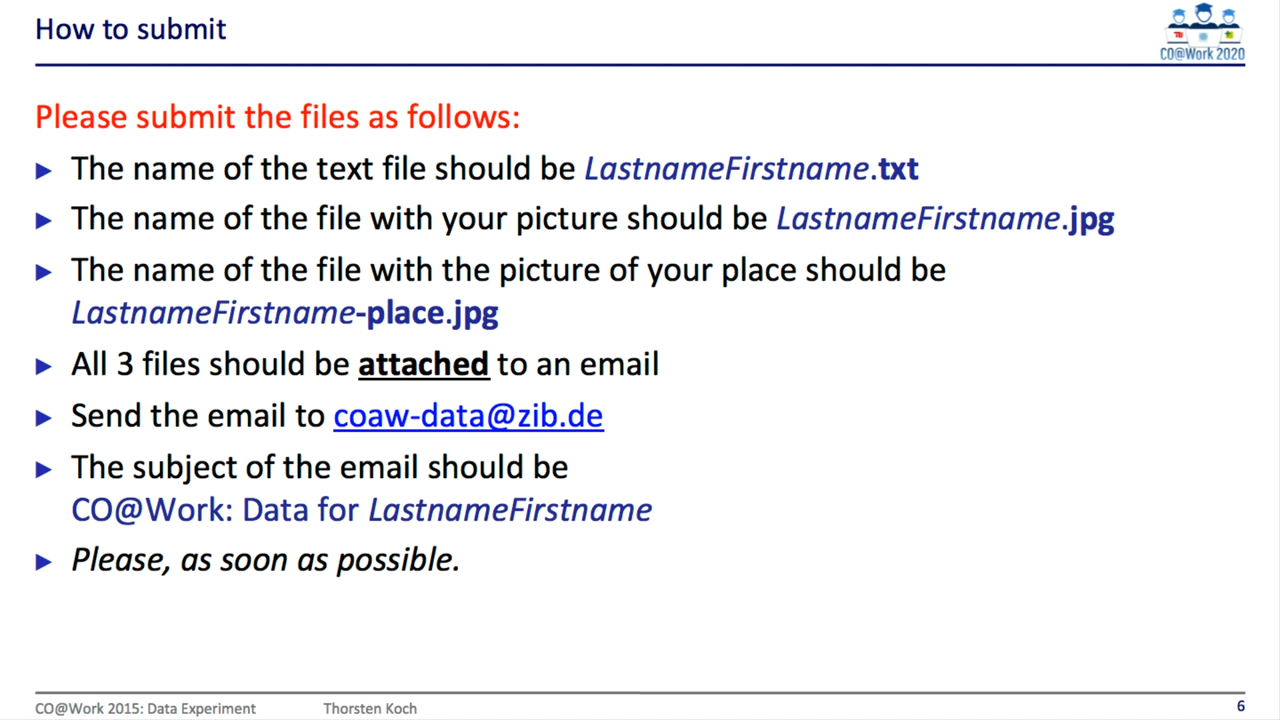 How to submit
CO@Work 2020
Please submit the files as follows:
► The name of the text file should be LastnameFirstname.txt
► The name of the file with your picture should be LastnameFirstname.jpg
► The name of the file with the picture of your place should be
LastnameFirstname-place.jpg
► All 3 files should be attached to an email
► Send the email to coaw-data@zib.de
► The subject of the email should be
CO@Work: Data for LastnameFirstname
► Please, as soon as possible.
CO@Work 2015: Data Experiment Thorsten Koch 6